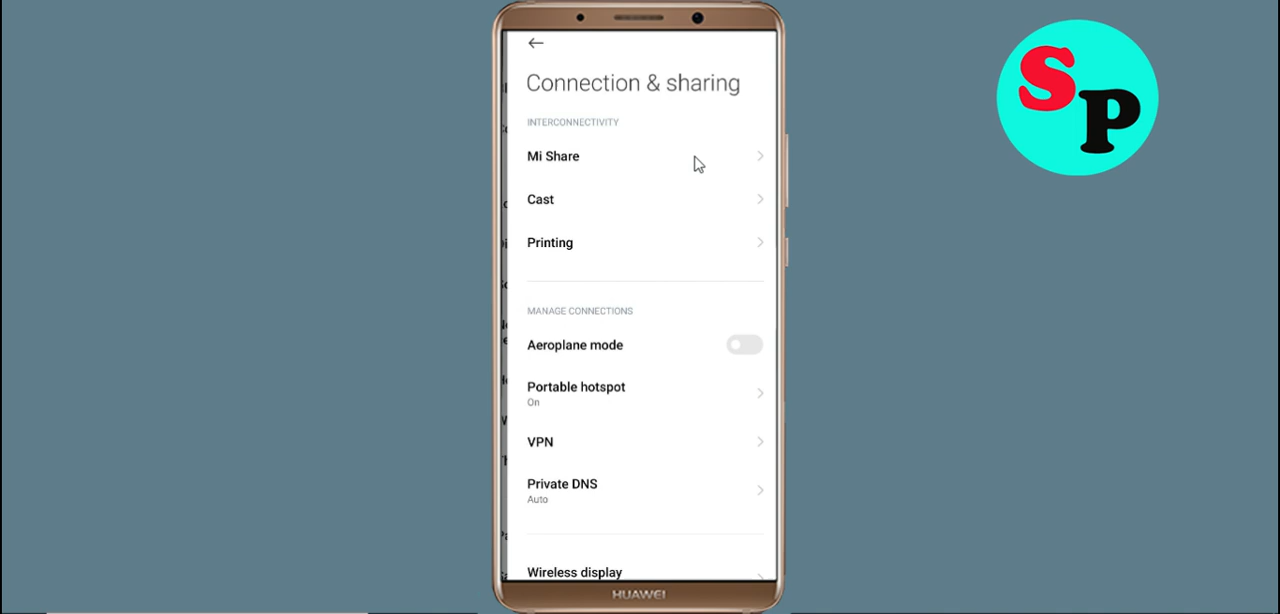 Connection & sharing
INTERCONNECTIVITY
Mi Share
Cast
Printing
MANAGE CONNECTIONS
Aeroplane mode
Portable hotspot
On
VPN
Private DNS
Auto
Wireless display
HUAWEI
SP